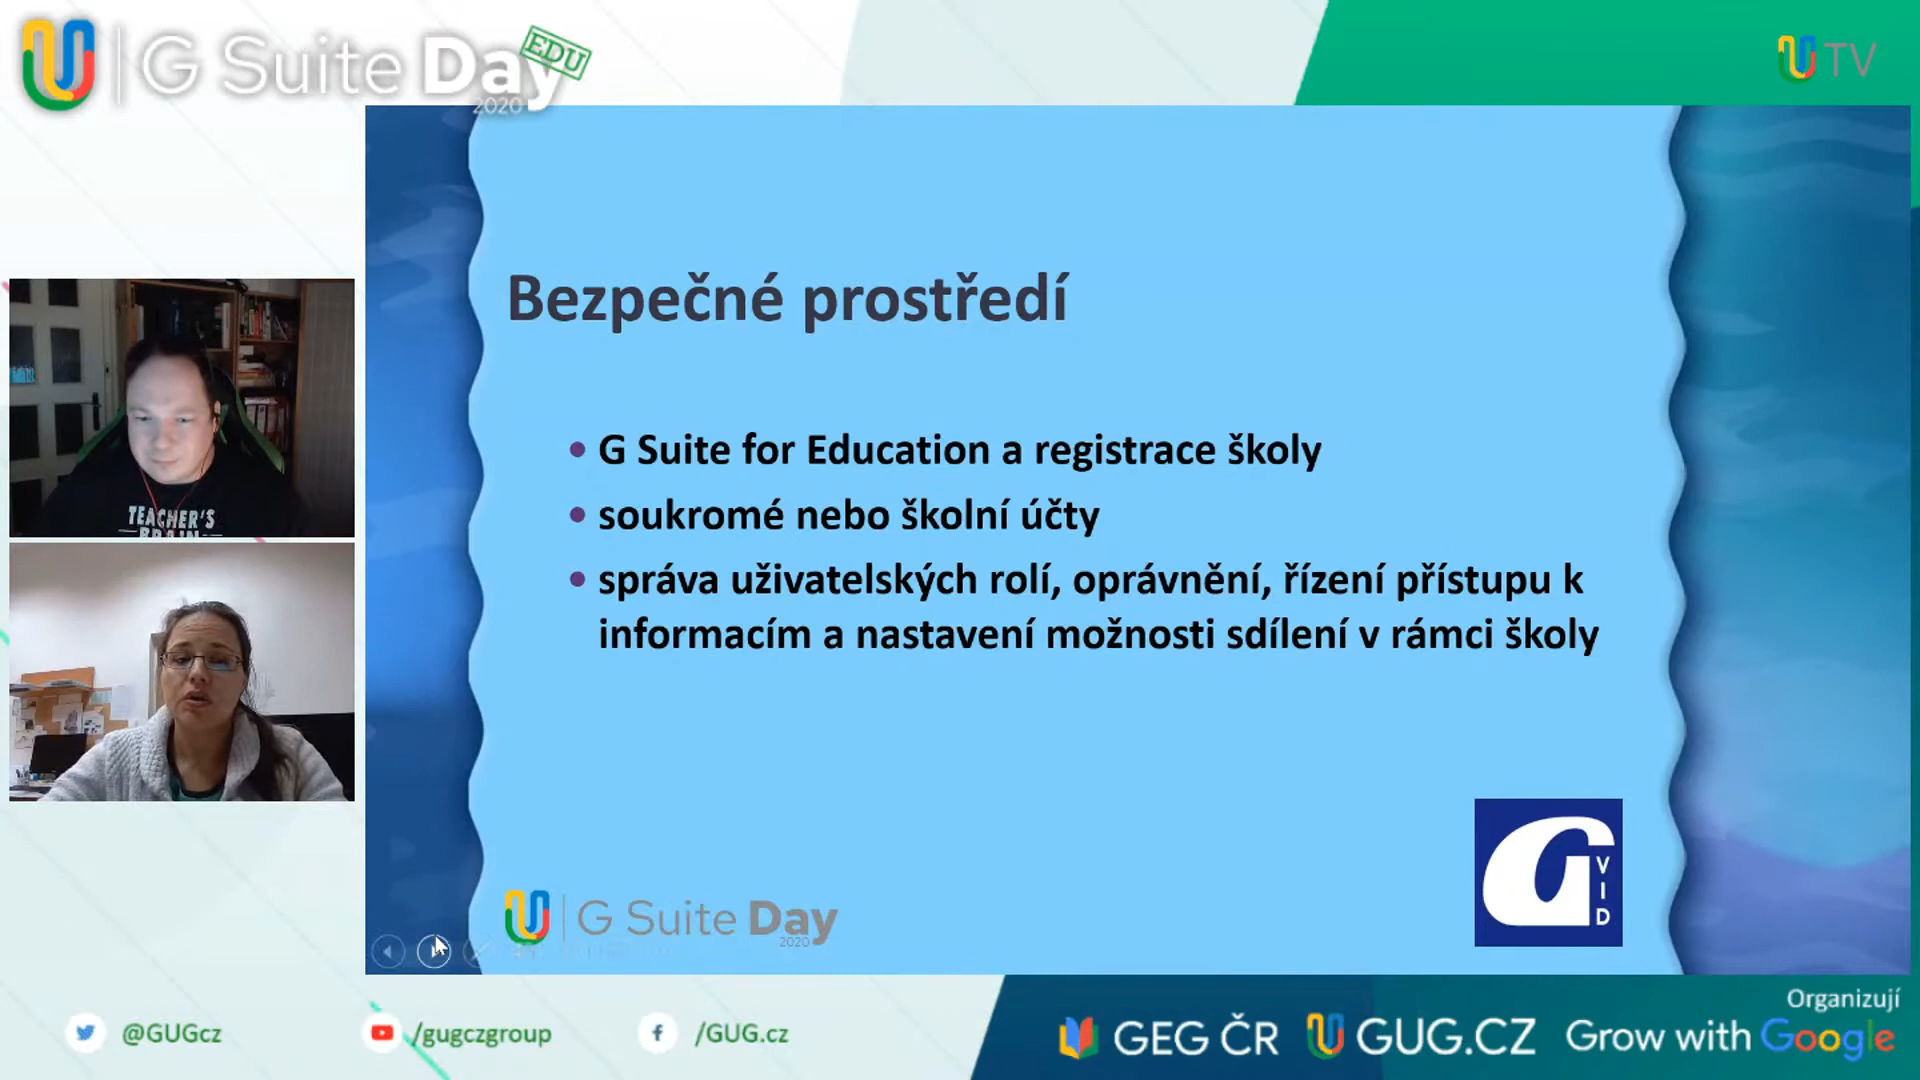 G Suite Day EDU
2020
U TV
Bezpečné prostředí
• G Suite for Education a registrace školy
• soukromé nebo školní účty
• správa uživatelských rolí, oprávnění, řízení přístupu k
informacím a nastavení možnosti sdílení v rámci školy
TEACHER'S
BRAIN
G VID
G Suite Day
2020
Organizují
@GUGcz
/gugczgroup
/GUG.cz
GEG ČR
GUG.CZ
Grow with Google